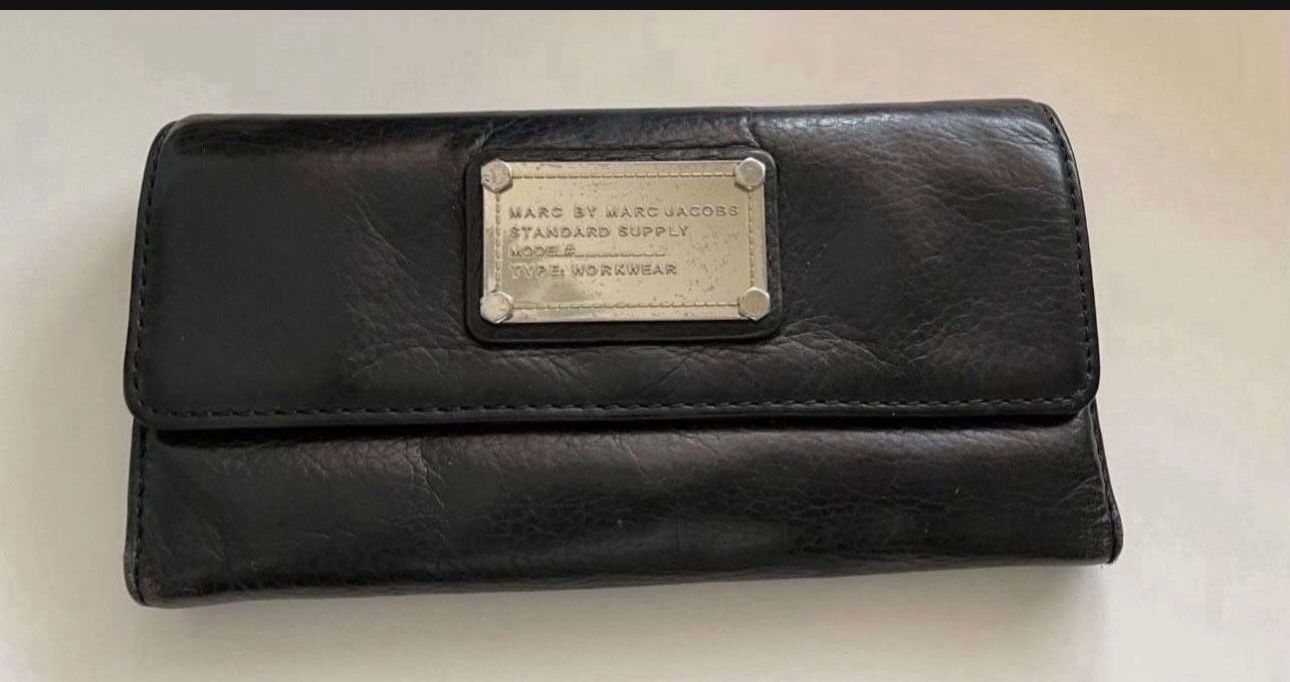 MARC BY MARC JACOBS
STANDARD SUPPLY
MODEL#
TYPE: WORKWEAR